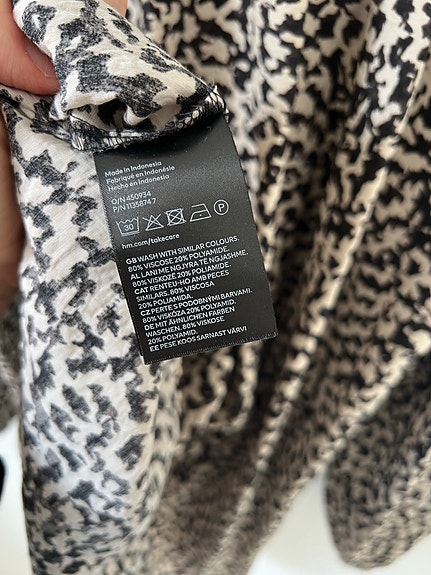 Made in Indonesia
Fabriqué en Indonésie
Hecho en Indonesia
O/N 450934
P/N 11358747
30 P
hm.com/takecare
GB WASH WITH SIMILAR COLOURS.
80% VISCOSE 20% POLYAMIDE.
AL LANI ME NGJYRA TË NGJASHME.
80% VISKOZË 20% POLIAMIDE.
CAT RENTEU-HO AMB PECES
SIMILARS. 80% VISCOSA
20% POLIAMIDA.
CZ PERTE S PODOBNÝMI BARVAMI.
80% VISKÓZA 20% POLYAMID.
DE MIT ÄHNLICHEN FARBEN
WASCHEN. 80% VISKOSE
20% POLYAMID.
EE PESE KOOS SARNAST VÄRVI